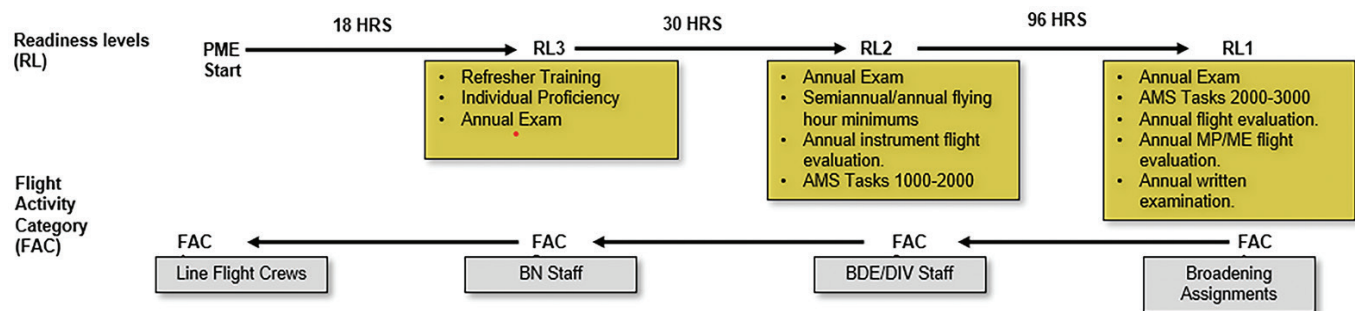 18 HRS
30 HRS
96 HRS
Readiness levels
(RL)
PME
Start
RL3
RL2
RL1
• Refresher Training
• Individual Proficiency
• Annual Exam
• Annual Exam
• Semiannual/annual flying
hour minimums
• Annual instrument flight
evaluation.
• AMS Tasks 1000-2000
• Annual Exam
• AMS Tasks 2000-3000
• Annual flight evaluation.
• Annual MP/ME flight
evaluation.
• Annual written
examination.
Flight
Activity
Category
(FAC)
FAC
FAC
FAC
FAC
Line Flight Crews
BN Staff
BDE/DIV Staff
Broadening
Assignments